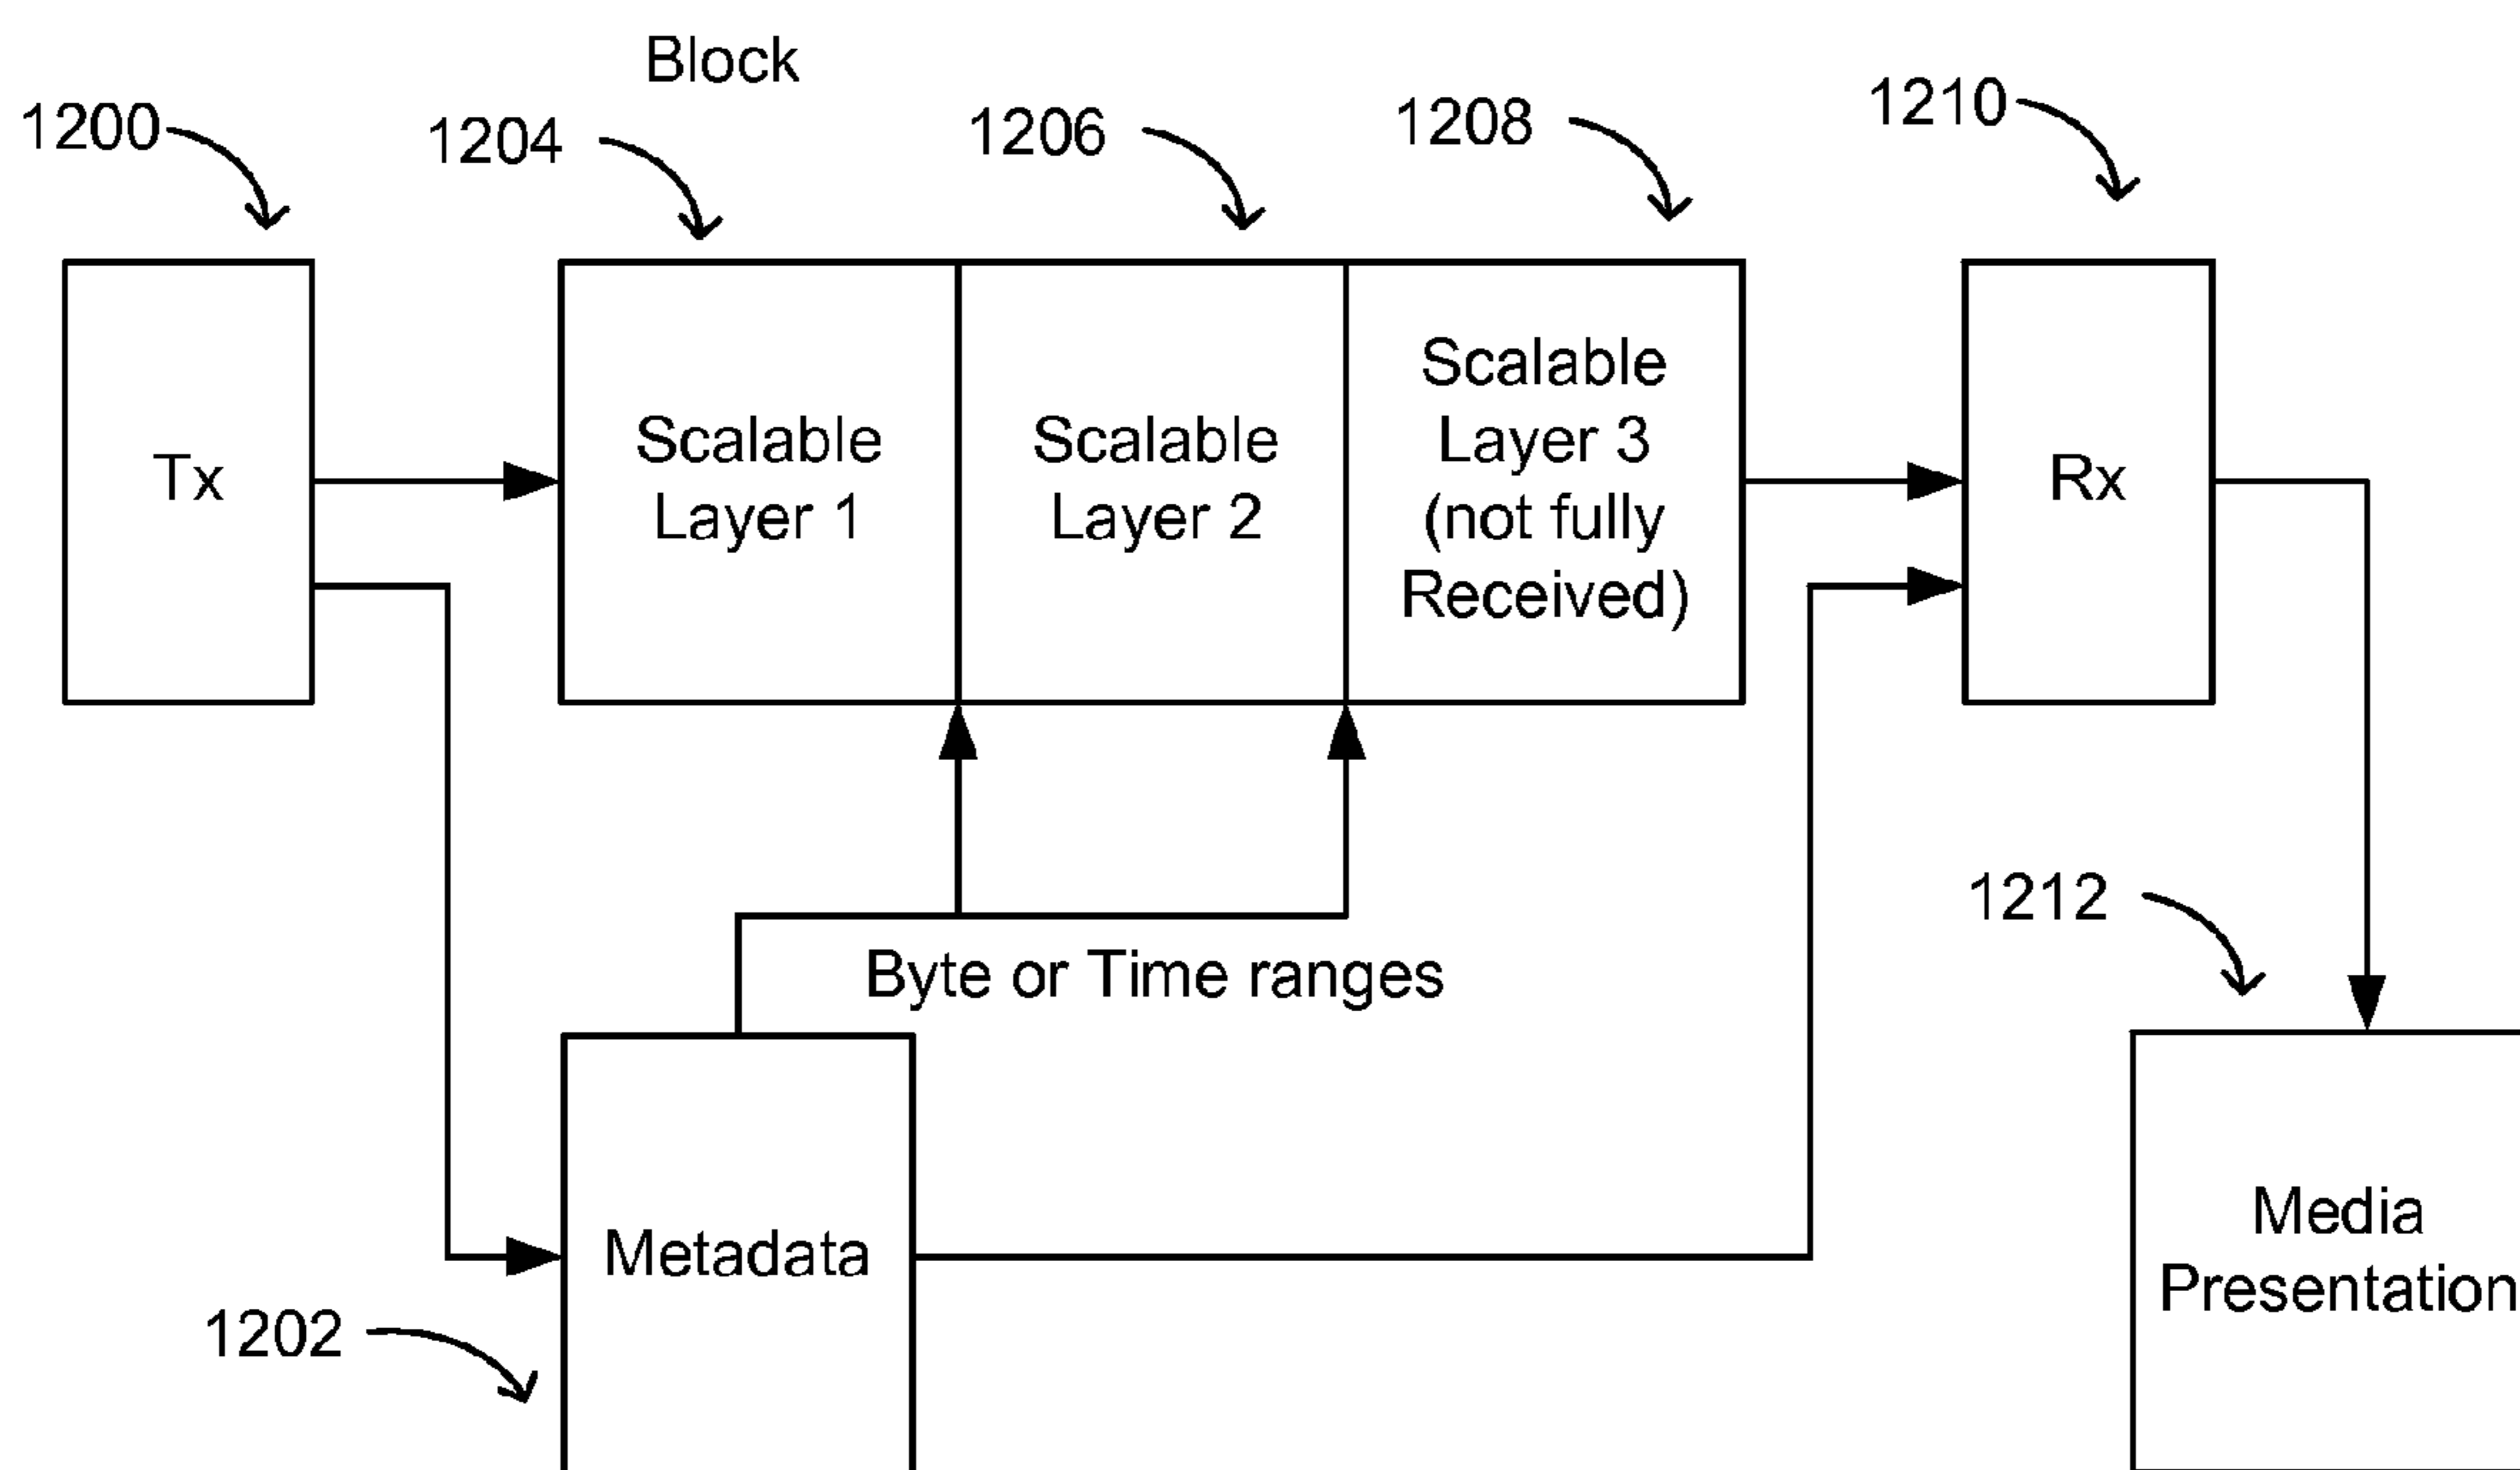 Block
1200
1204
1206
1208
1210
Tx
Scalable
Layer 1
Scalable
Layer 2
Scalable
Layer 3
(not fully
Received)
Rx
Byte or Time ranges
1212
Metadata
1202
Media
Presentation